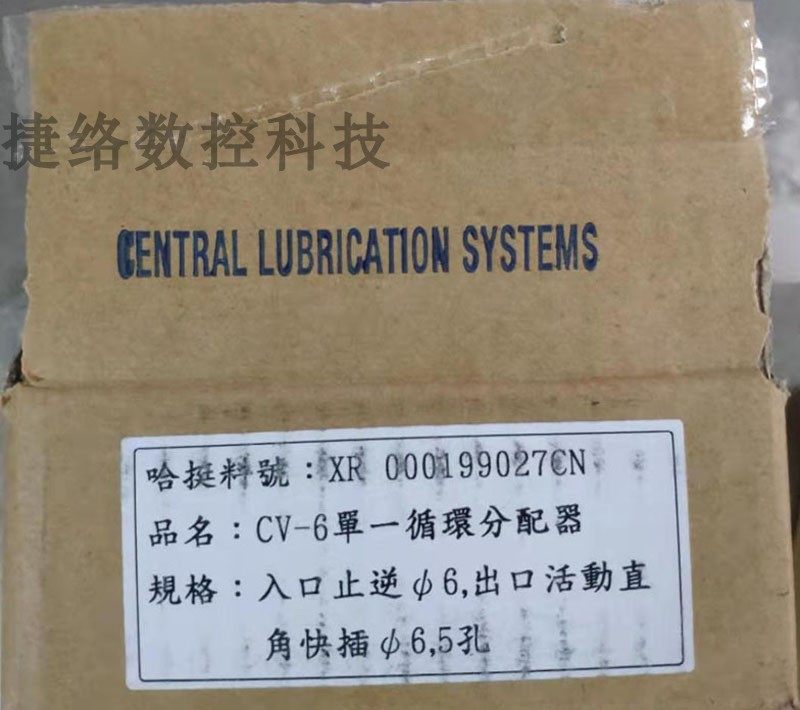 捷络数控科技
CENTRAL LUBRICATION SYSTEMS
哈挺料號：XR 000199027CN
品名：CV-6單一循環分配器
規格：入口止逆φ6,出口活動直
角快插φ6,5孔